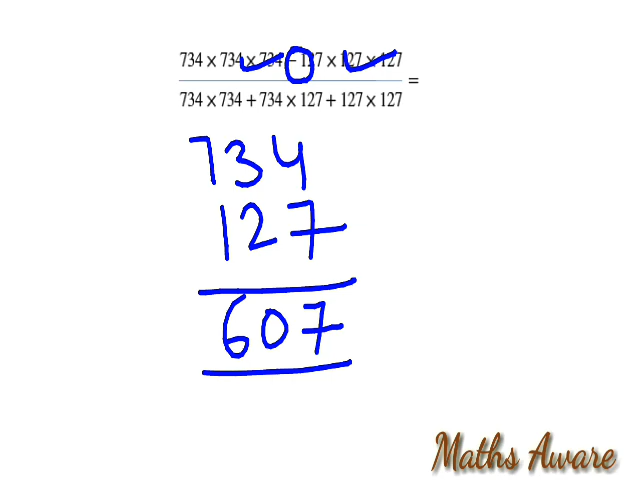 734 × 734 × 734 − 127 × 127 × 127
734 × 734 + 734 × 127 + 127 × 127 =
734
127
607
Maths Aware